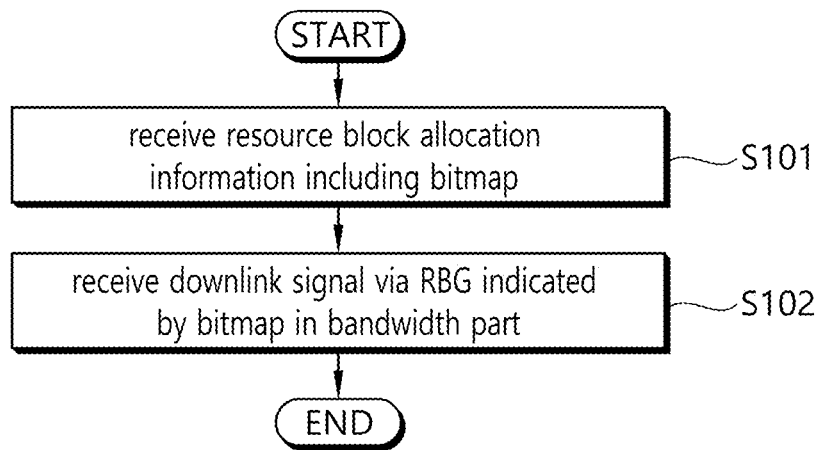 START
receive resource block allocation
information including bitmap
S101
receive downlink signal via RBG indicated
by bitmap in bandwidth part
S102
END